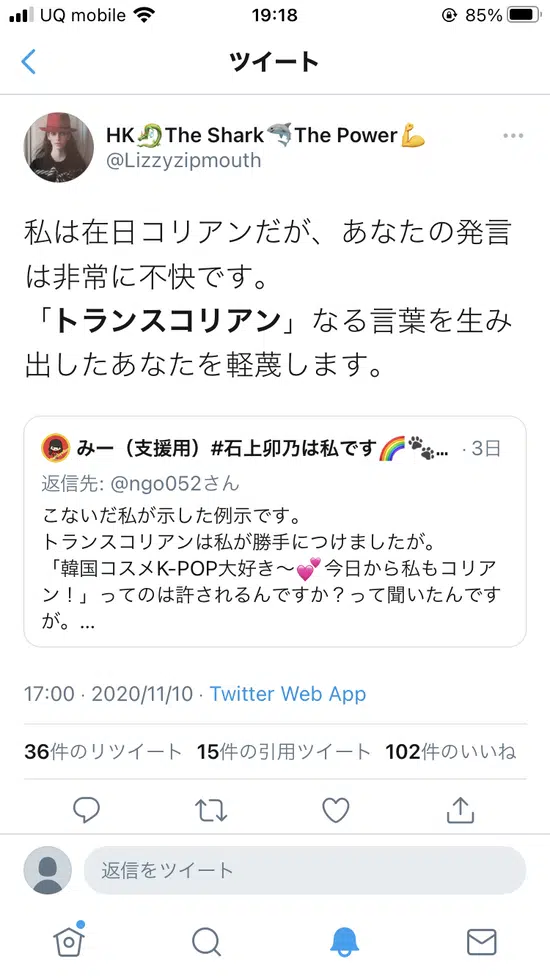 UQ mobile 19:18 85%
ツイート
HK🐉The Shark🦈The Power💪
@Lizzyzipmouth
私は在日コリアンだが、あなたの発言
は非常に不快です。
「トランスコリアン」なる言葉を生み
出したあなたを軽蔑します。
みー（支援用）#石上卯乃は私です🌈🐾... · 3日
返信先: @ngo052さん
こないだ私が示した例示です。
トランスコリアンは私が勝手につけましたが。
「韓国コスメK-POP大好き〜💕今日から私もコリア
ン！」ってのは許されるんですか？って聞いたんです
が。...
17:00 · 2020/11/10 · Twitter Web App
36件のリツイート 15件の引用ツイート 102件のいいね
返信をツイート